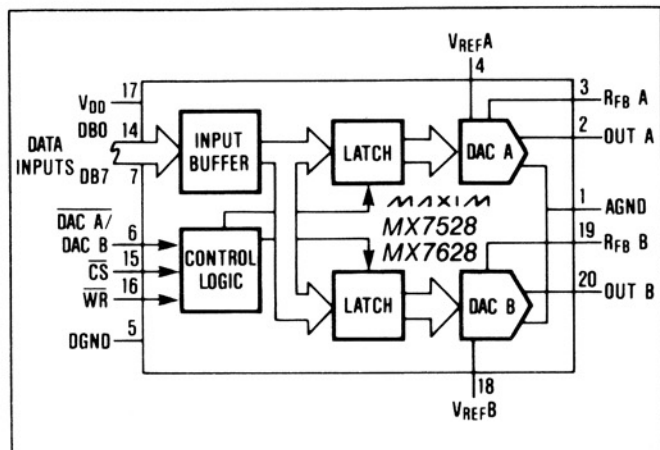 VREFA
4
17
VDD
3
RFB A
DB0
14
DATA
INPUTS
DB7
7
INPUT
BUFFER
LATCH
DAC A
2
OUT A
MAXIM
MX7528
MX7628
1
AGND
19
RFB B
DAC A/
DAC B
6
CS
15
WR
16
CONTROL
LOGIC
LATCH
DAC B
20
OUT B
DGND
5
18
VREFB